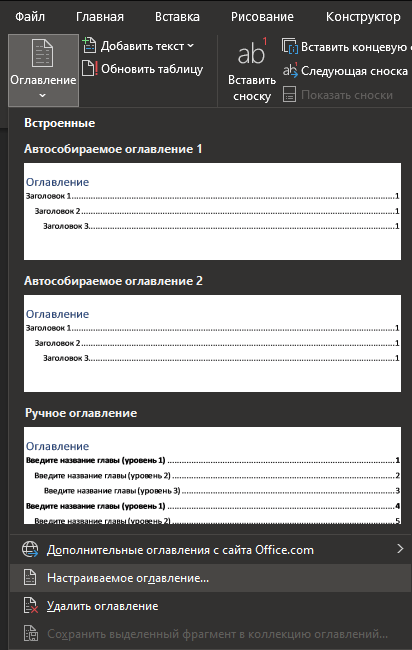 Файл Главная Вставка Рисование Конструктор
Оглавление
Добавить текст
Обновить таблицу
ab
1
Вставить сноску
Вставить концевую с
ab
1
Следующая сноска
Показать сноски
Встроенные
Автособираемое оглавление 1
Оглавление
Заголовок 1 1
Заголовок 2 1
Заголовок 3 1
Автособираемое оглавление 2
Оглавление
Заголовок 1 1
Заголовок 2 1
Заголовок 3 1
Ручное оглавление
Оглавление
Введите название главы (уровень 1) 1
Введите название главы (уровень 2) 2
Введите название главы (уровень 3) 3
Введите название главы (уровень 1) 4
Введите название главы (уровень 2) 5
Дополнительные оглавления с сайта Office.com
Настраиваемое оглавление...
Удалить оглавление
Сохранить выделенный фрагмент в коллекцию оглавлений...